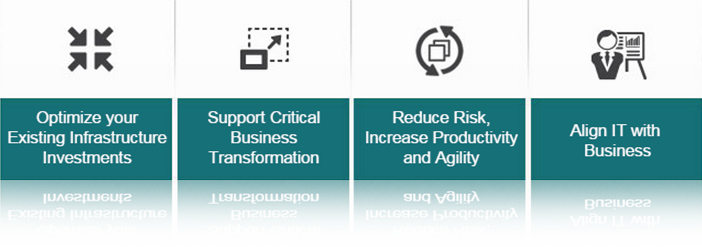 Optimize your
Existing Infrastructure
Investments
Support Critical
Business
Transformation
Reduce Risk,
Increase Productivity
and Agility
Align IT with
Business